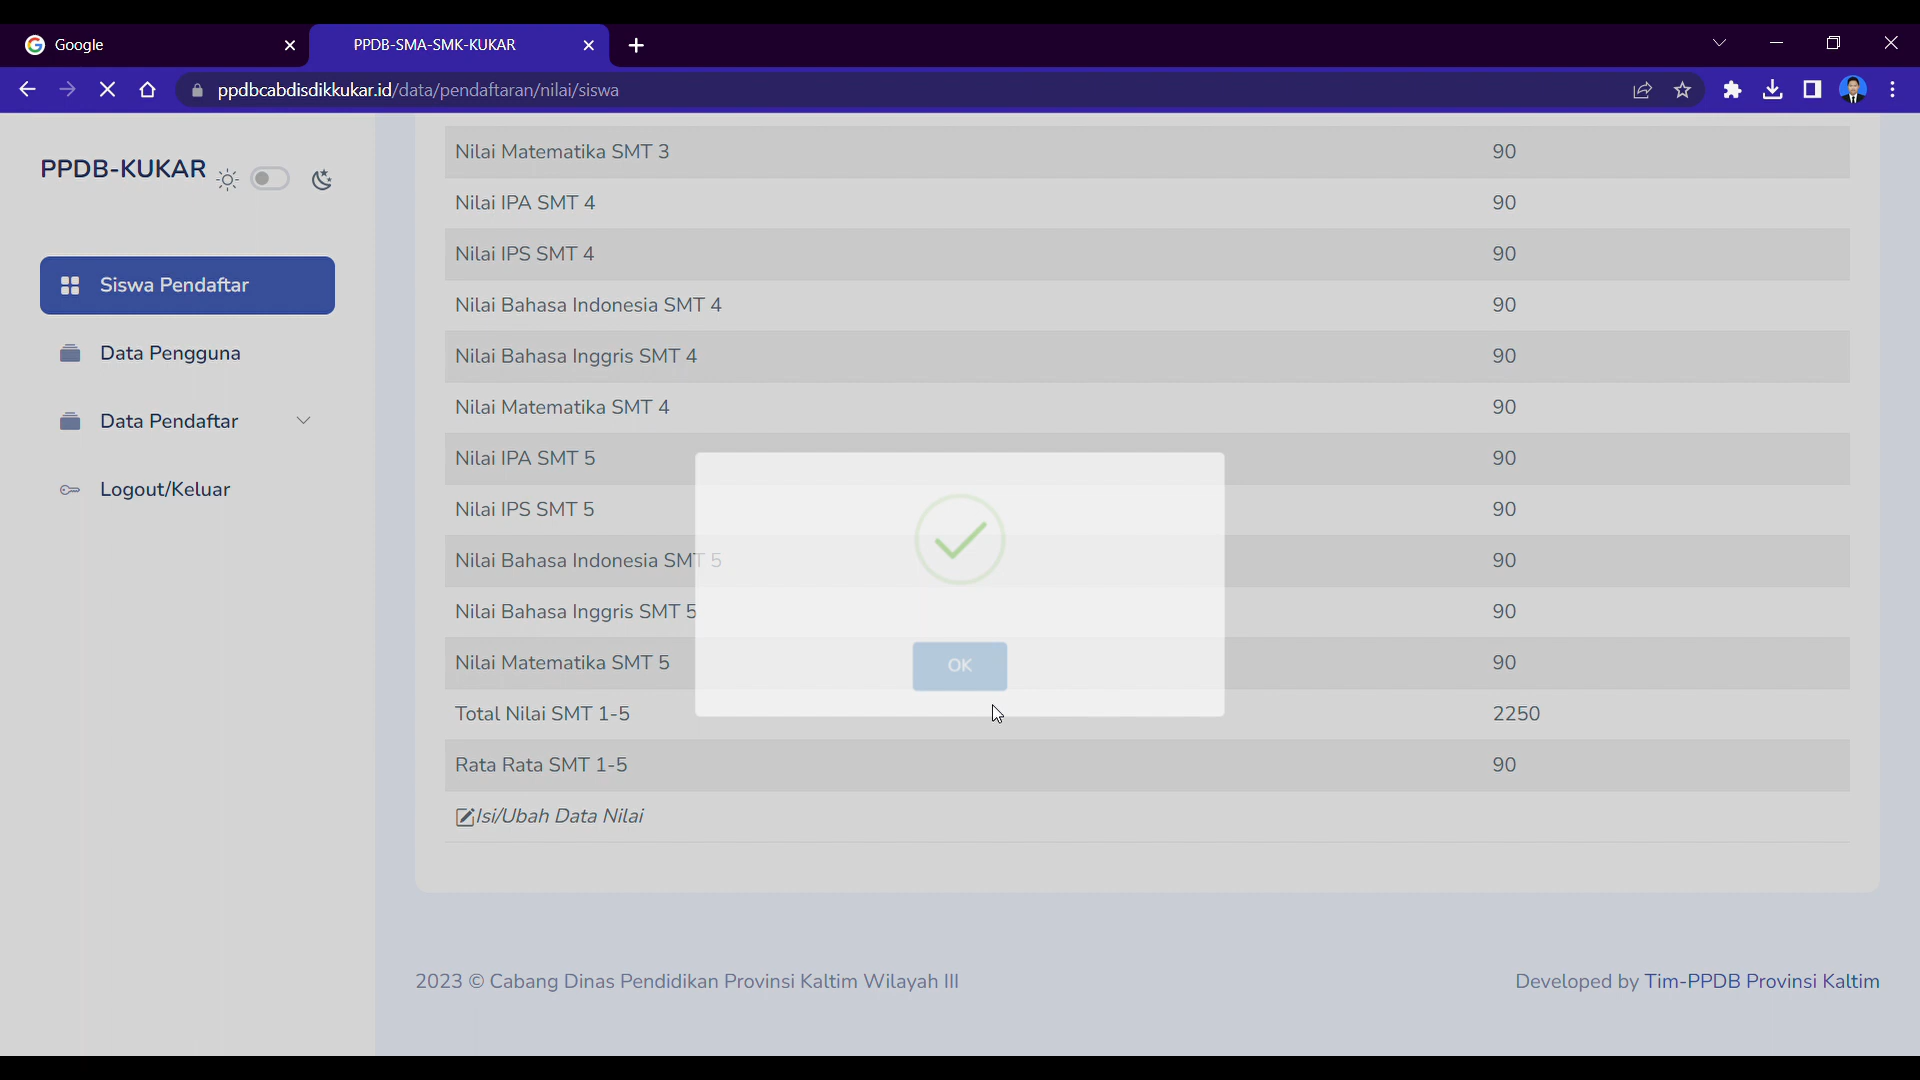 Google
PPDB-SMA-SMK-KUKAR
ppdbcabdisdikkukar.id/data/pendaftaran/nilai/siswa
PPDB-KUKAR
Siswa Pendaftar
Data Pengguna
Data Pendaftar
Logout/Keluar
Nilai Matematika SMT 3 90
Nilai IPA SMT 4 90
Nilai IPS SMT 4 90
Nilai Bahasa Indonesia SMT 4 90
Nilai Bahasa Inggris SMT 4 90
Nilai Matematika SMT 4 90
Nilai IPA SMT 5 90
Nilai IPS SMT 5 90
Nilai Bahasa Indonesia SMT 5 90
Nilai Bahasa Inggris SMT 5 90
Nilai Matematika SMT 5 90
Total Nilai SMT 1-5 2250
Rata Rata SMT 1-5 90
Isi/Ubah Data Nilai
OK
2023 © Cabang Dinas Pendidikan Provinsi Kaltim Wilayah III
Developed by Tim-PPDB Provinsi Kaltim